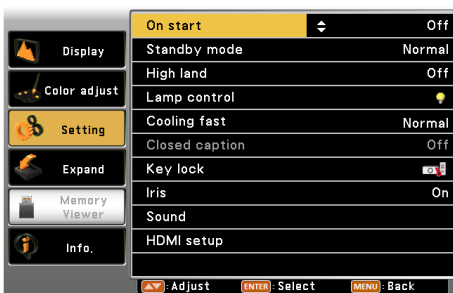 On start Off
Display
Standby mode Normal
High land Off
Color adjust
Lamp control
Setting
Cooling fast Normal
Closed caption Off
Expand
Key lock
Memory
Viewer
Iris On
Sound
Info.
HDMI setup
Adjust ENTER : Select MENU : Back